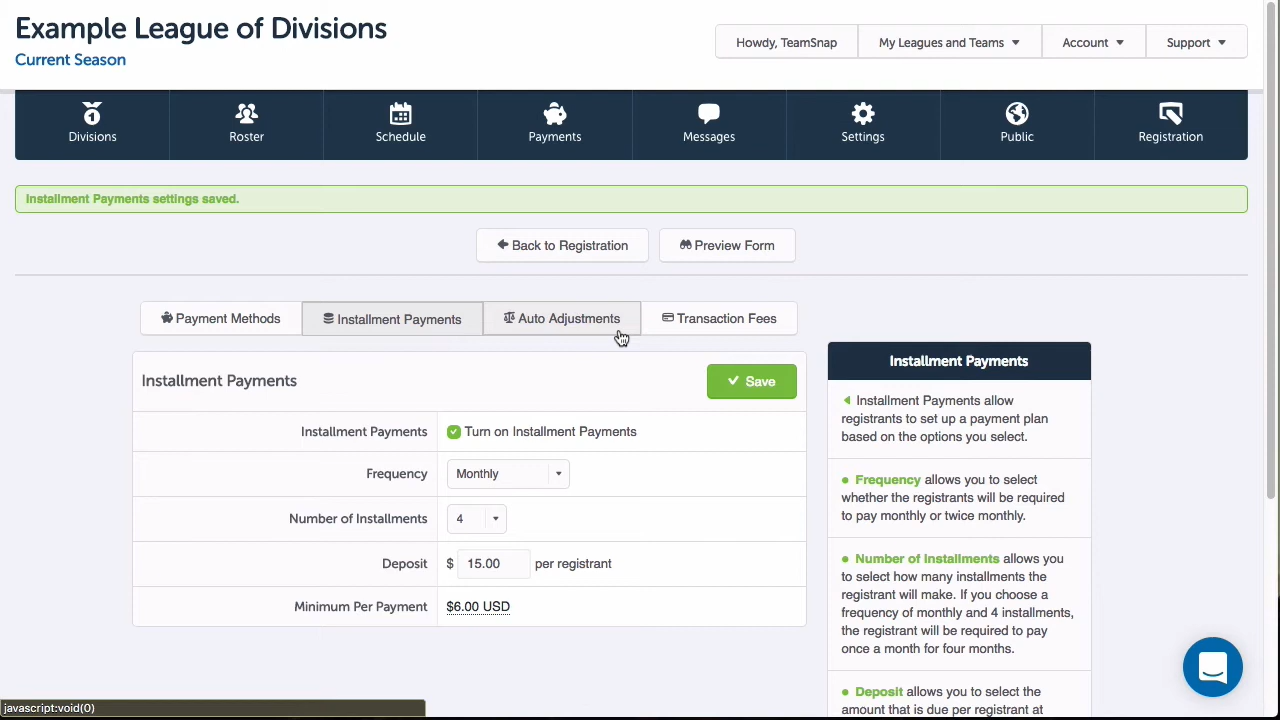 Example League of Divisions
Current Season
Howdy, TeamSnap
My Leagues and Teams
Account
Support
Divisions
Roster
Schedule
Payments
Messages
Settings
Public
Registration
Installment Payments settings saved.
Back to Registration
Preview Form
Payment Methods
Installment Payments
Auto Adjustments
Transaction Fees
Installment Payments
Save
Installment Payments
Turn on Installment Payments
Frequency
Monthly
Number of Installments
4
Deposit
$ 15.00 per registrant
Minimum Per Payment
$6.00 USD
Installment Payments
Installment Payments allow
registrants to set up a payment plan
based on the options you select.
Frequency allows you to select
whether the registrants will be required
to pay monthly or twice monthly.
Number of Installments allows you
to select how many installments the
registrant will make. If you choose a
frequency of monthly and 4 installments,
the registrant will be required to pay
once a month for four months.
Deposit allows you to select the
amount that is due per registrant at
javascript:void(0)